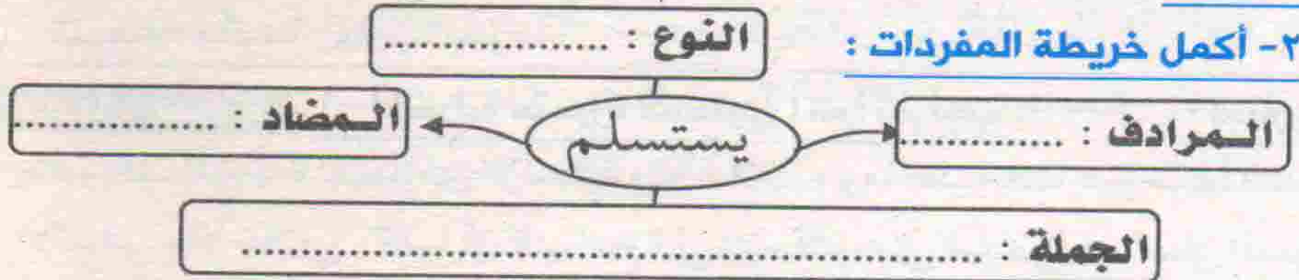 ٢- أكمل خريطة المفردات :
النوع : ..................
المرادف : ..............
يستسلم
المضاد : .................
الجملة : ...............................................................